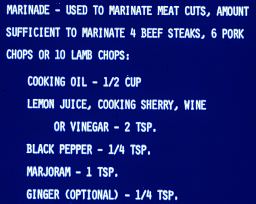 MARINADE - USED TO MARINATE MEAT CUTS, AMOUNT
SUFFICIENT TO MARINATE 4 BEEF STEAKS, 6 PORK
CHOPS OR 10 LAMB CHOPS:
COOKING OIL - 1/2 CUP
LEMON JUICE, COOKING SHERRY, WINE
OR VINEGAR - 2 TSP.
BLACK PEPPER - 1/4 TSP.
MARJORAM - 1 TSP.
GINGER (OPTIONAL) - 1/4 TSP.